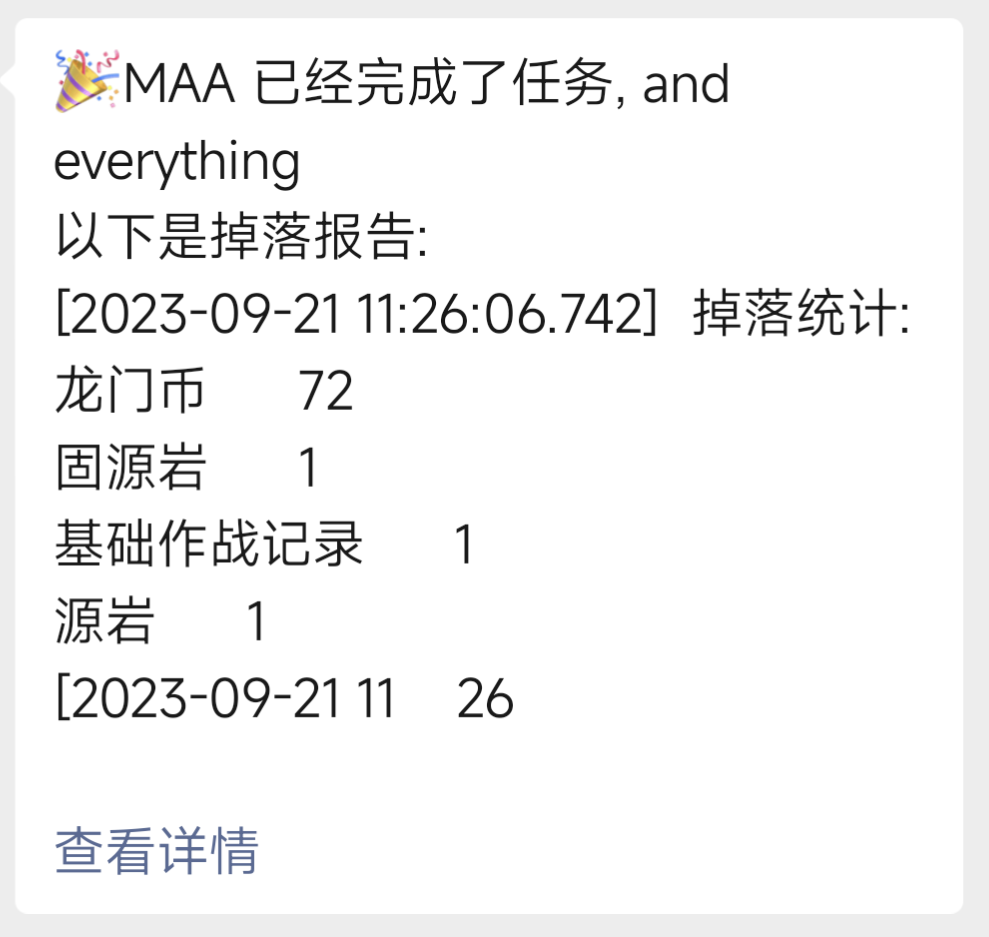 🎉MAA 已经完成了任务, and
everything
以下是掉落报告:
[2023-09-21 11:26:06.742] 掉落统计:
龙门币 72
固源岩 1
基础作战记录 1
源岩 1
[2023-09-21 11 26
查看详情